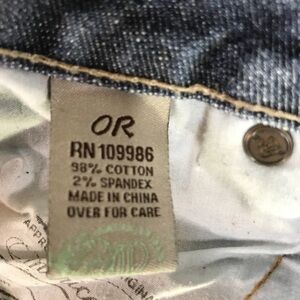 OR
RN 109986
98% COTTON
2% SPANDEX
MADE IN CHINA
OVER FOR CARE